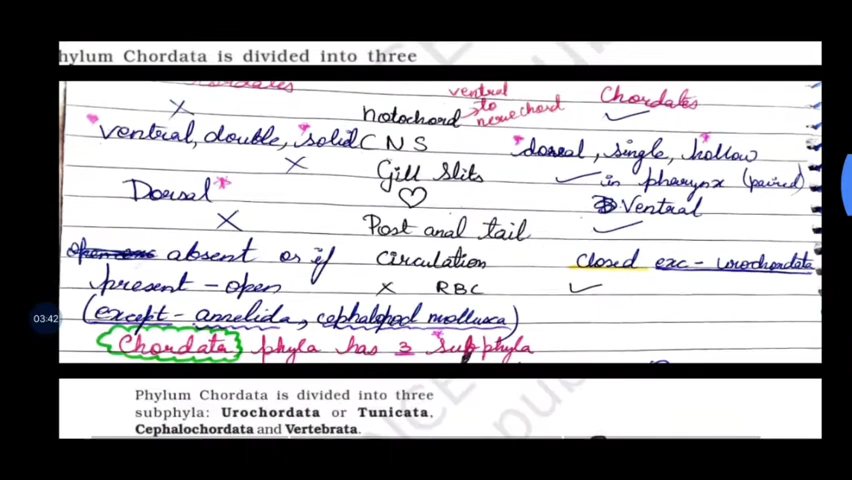 hylum Chordata is divided into three
ventral
to
nervechord
Chordates
X notochord ✓
ventral, double, solid CNS dorsal, single, hollow
X Gill slits ✓ in pharynx (paired)
Dorsal ♡ Ventral
X Post anal tail ✓
absent or if circulation closed exc - urochordata
present - open X RBC ✓
(except - annelida, cephalopod mollusca)
03:42
Chordata phyla has 3 subphyla
Phylum Chordata is divided into three
subphyla: Urochordata or Tunicata,
Cephalochordata and Vertebrata.